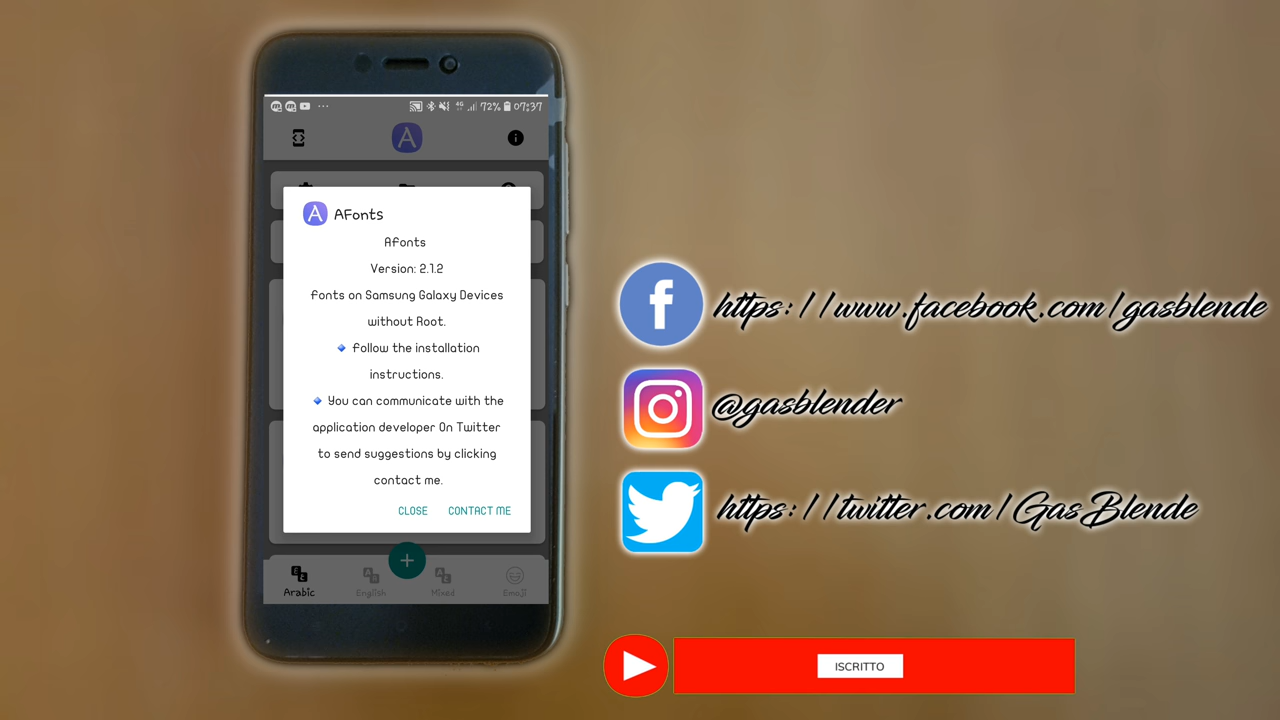 72% 07:37
A
A AFonts
AFonts
Version: 2.1.2
Fonts on Samsung Galaxy Devices
without Root.
Follow the installation
instructions.
You can communicate with the
application developer On Twitter
to send suggestions by clicking
contact me.
CLOSE CONTACT ME
Arabic English Mixed Emoji
https://www.facebook.com/gasblende
@gasblender
https://twitter.com/GasBlende
ISCRITTO